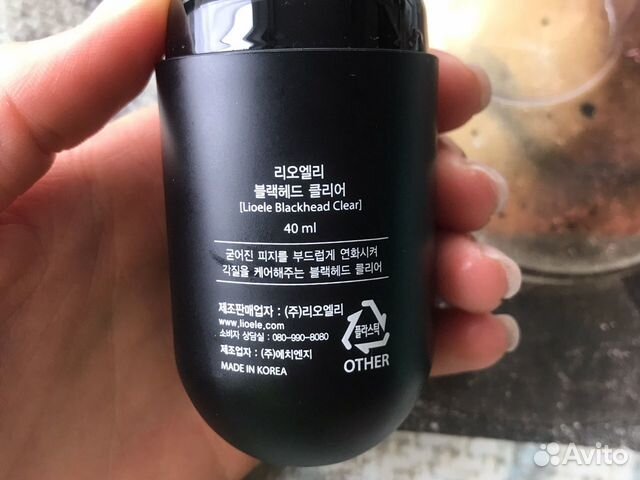 리오엘리
블랙헤드 클리어
[Lioele Blackhead Clear]
40 ml
굳어진 피지를 부드럽게 연화시켜
각질을 케어해주는 블랙헤드 클리어
제조판매업자 : (주)리오엘리
www.lioele.com
소비자 상담실 : 080-990-8080
제조업자 : (주)에치엔지
MADE IN KOREA
플라스틱
OTHER
Avito